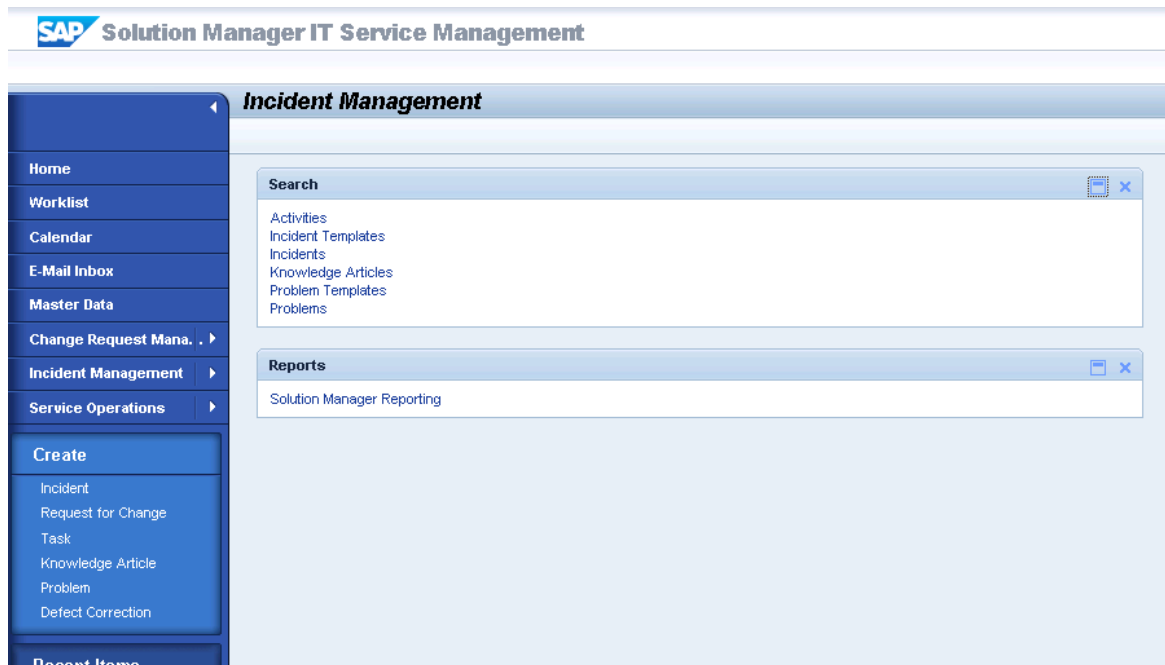 SAP Solution Manager IT Service Management
Incident Management
Home
Worklist
Calendar
E-Mail Inbox
Master Data
Change Request Mana. .
Incident Management
Service Operations
Create
Incident
Request for Change
Task
Knowledge Article
Problem
Defect Correction
Recent Items
Search
Activities
Incident Templates
Incidents
Knowledge Articles
Problem Templates
Problems
Reports
Solution Manager Reporting